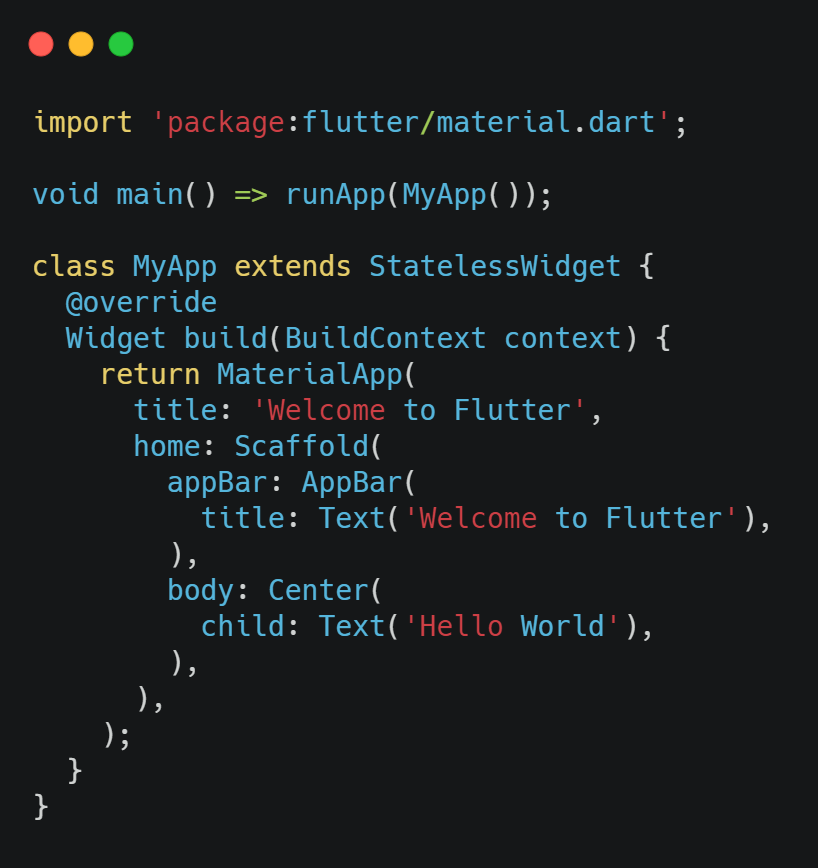 import 'package:flutter/material.dart';
void main() => runApp(MyApp());
class MyApp extends StatelessWidget {
@override
Widget build(BuildContext context) {
return MaterialApp(
title: 'Welcome to Flutter',
home: Scaffold(
appBar: AppBar(
title: Text('Welcome to Flutter'),
),
body: Center(
child: Text('Hello World'),
),
),
);
}
}